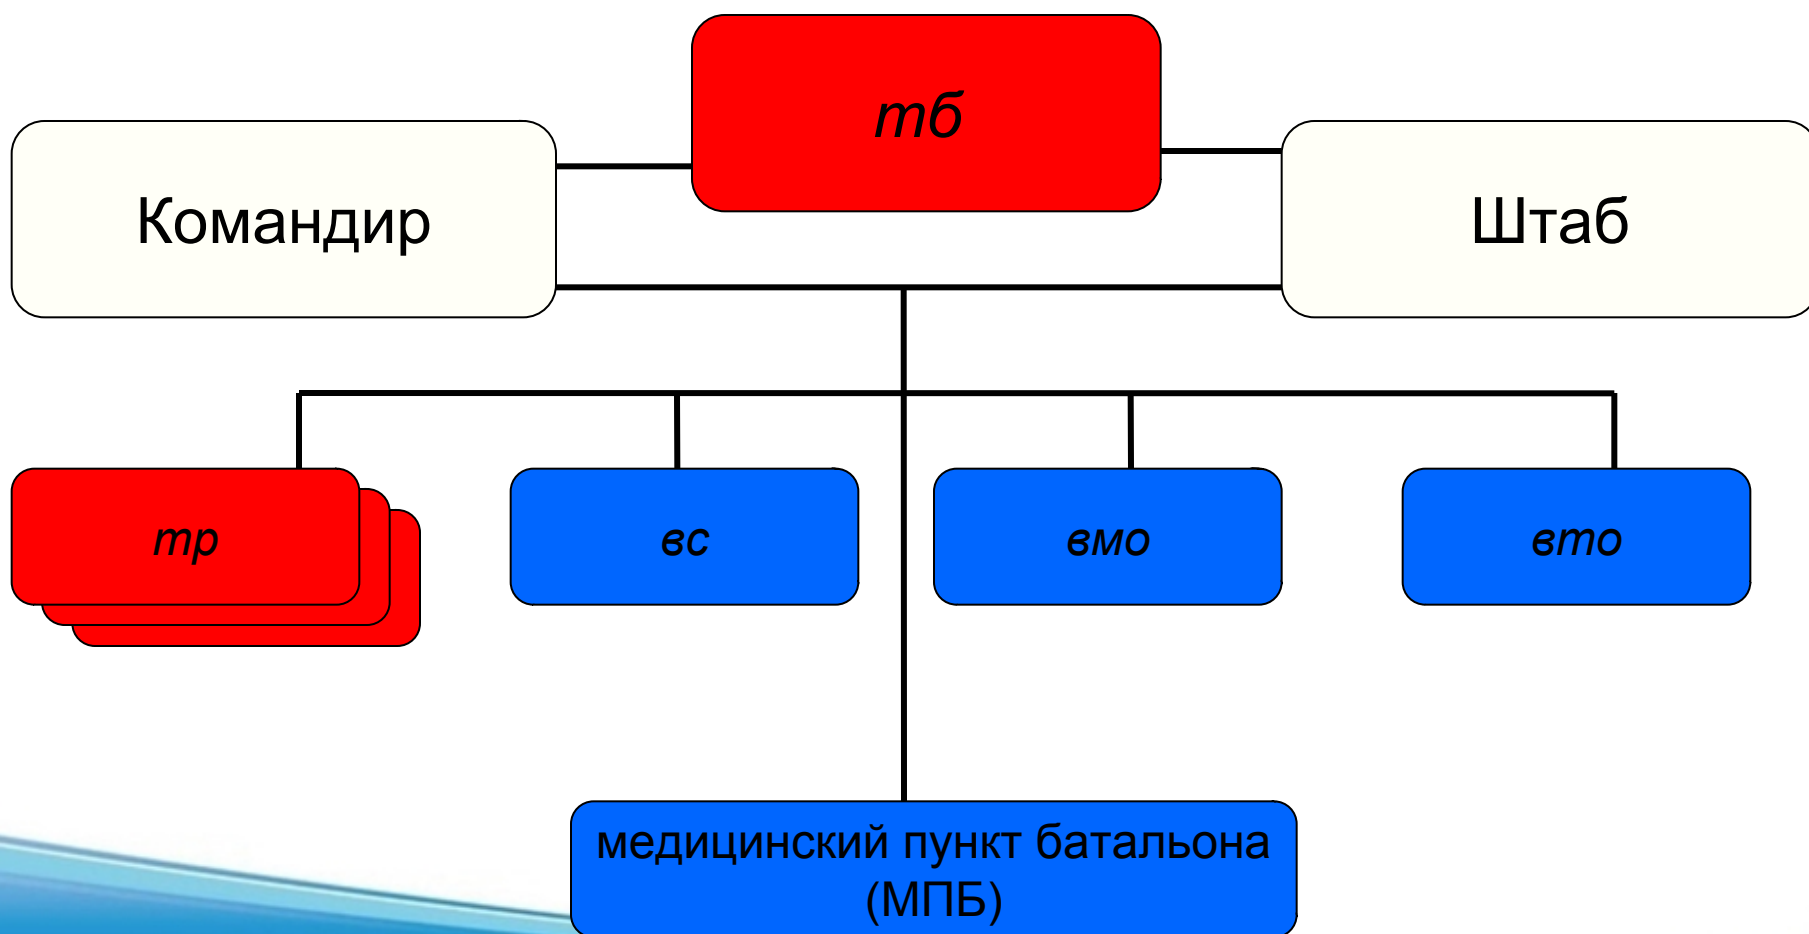 тб
Командир
Штаб
тр
вс
вмо
вто
медицинский пункт батальона
(МПБ)